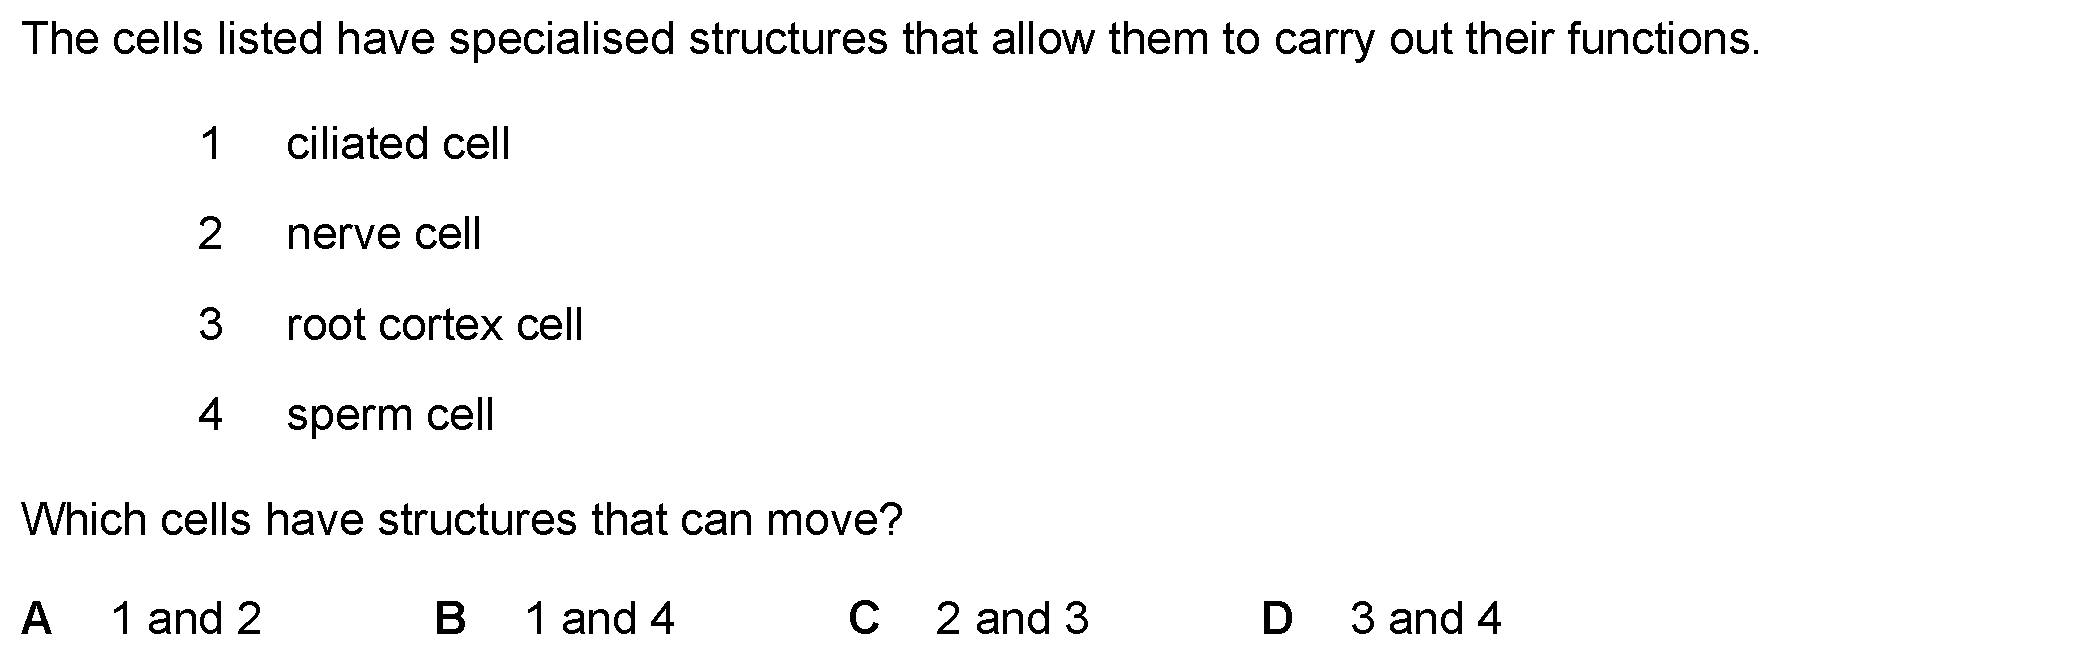 The cells listed have specialised structures that allow them to carry out their functions.
1 ciliated cell
2 nerve cell
3 root cortex cell
4 sperm cell
Which cells have structures that can move?
A 1 and 2 B 1 and 4 C 2 and 3 D 3 and 4